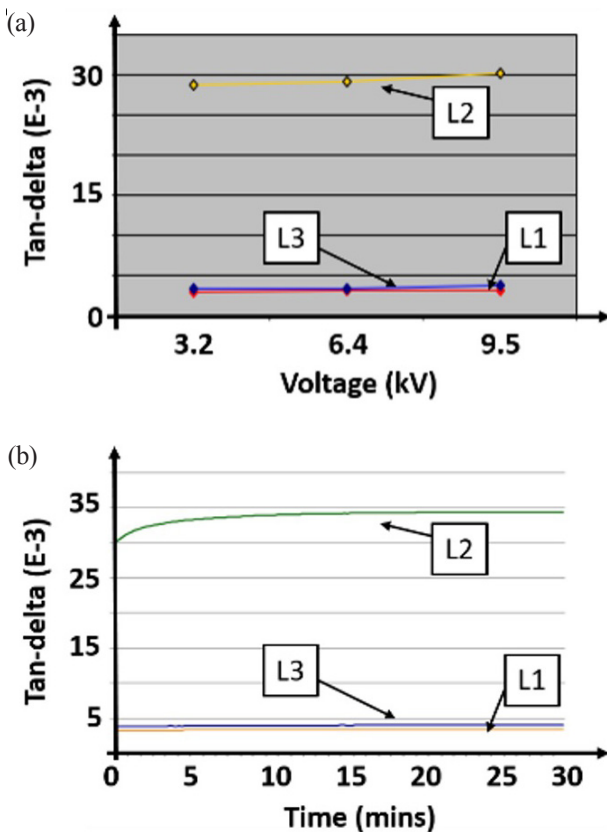 (a)
Tan-delta (E-3)
30
15
0
L2
L3
L1
3.2 6.4 9.5
Voltage (kV)
(b)
Tan-delta (E-3)
35
25
15
5
L2
L3
L1
0 5 10 15 20 25 30
Time (mins)